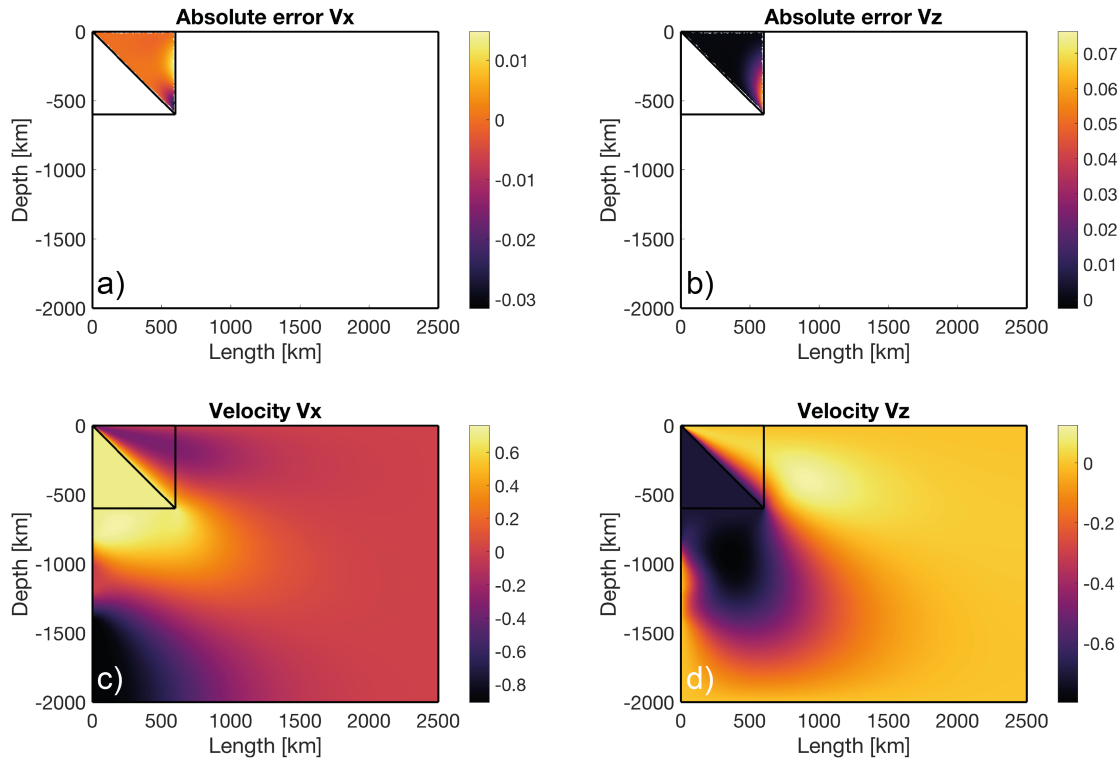 Absolute error Vx
0
-500
-1000
-1500
-2000
Depth [km]
a)
0 500 1000 1500 2000 2500
Length [km]
0.01
0
-0.01
-0.02
-0.03
Absolute error Vz
0
-500
-1000
-1500
-2000
Depth [km]
b)
0 500 1000 1500 2000 2500
Length [km]
0.07
0.06
0.05
0.04
0.03
0.02
0.01
0
Velocity Vx
0
-500
-1000
-1500
-2000
Depth [km]
c)
0 500 1000 1500 2000 2500
Length [km]
0.6
0.4
0.2
0
-0.2
-0.4
-0.6
-0.8
Velocity Vz
0
-500
-1000
-1500
-2000
Depth [km]
d)
0 500 1000 1500 2000 2500
Length [km]
0
-0.2
-0.4
-0.6